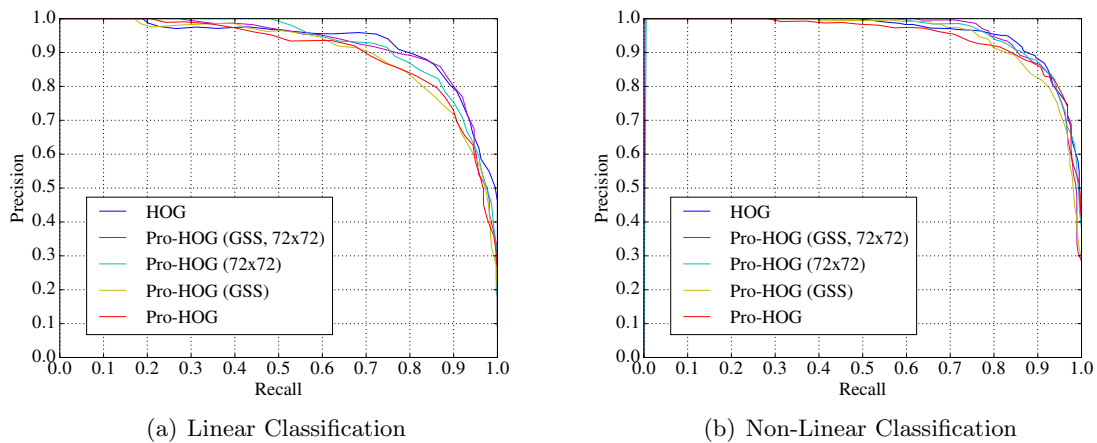 1.0
0.9
0.8
0.7
0.6
0.5
0.4
0.3
0.2
0.1
0.0
Precision
HOG
Pro-HOG (GSS, 72x72)
Pro-HOG (72x72)
Pro-HOG (GSS)
Pro-HOG
0.0 0.1 0.2 0.3 0.4 0.5 0.6 0.7 0.8 0.9 1.0
Recall
(a) Linear Classification
1.0
0.9
0.8
0.7
0.6
0.5
0.4
0.3
0.2
0.1
0.0
Precision
HOG
Pro-HOG (GSS, 72x72)
Pro-HOG (72x72)
Pro-HOG (GSS)
Pro-HOG
0.0 0.1 0.2 0.3 0.4 0.5 0.6 0.7 0.8 0.9 1.0
Recall
(b) Non-Linear Classification